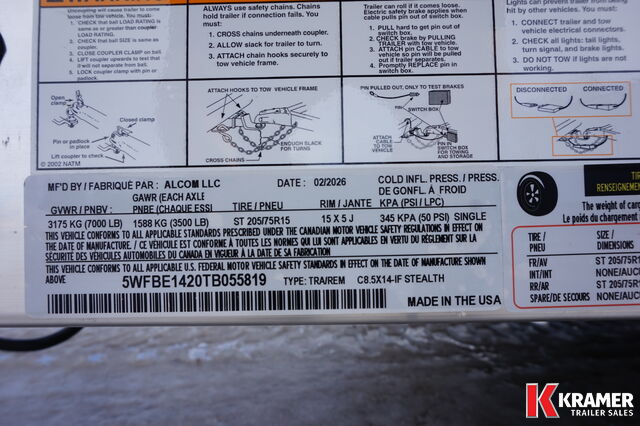 Uncoupling may cause trailer to come
loose from tow vehicle. You must:
1. CHECK that ball LOAD RATING is
same as or greater than coupler
LOAD RATING.
2. Check that ball SIZE is same as
coupler.
3. CLOSE COUPLER CLAMP on ball.
4. LIFT coupler upwards to test that
it will not separate from ball.
5. LOCK coupler clamp with pin or
padlock.
Open
clamp
Closed clamp
Pin or padlock in
place
Lift coupler to check
© 2002 NATM
ALWAYS use safety chains. Chains
hold trailer if connection fails. You
must:
1. CROSS chains underneath coupler.
2. ALLOW slack for trailer to turn.
3. ATTACH chain hooks securely to
tow vehicle frame.
ATTACH HOOKS TO TOW VEHICLE FRAME
ENOUGH SLACK
FOR TURNS
CROSS CHAINS
Trailer can roll if it comes loose.
Electric safety brake applies when
cable pulls pin out of switch box.
1. PULL hard to get pin out of
switch box.
2. CHECK brake by PULLING
TRAILER with tow vehicle.
3. ATTACH pin CABLE to tow
vehicle so pin will be pulled
out if trailer separates.
4. Promptly REPLACE pin in
switch box.
PIN PULLED OUT, ONLY TO TEST BRAKES
PIN
SWITCH BOX
ATTACH
CABLE
TO TOW
VEHICLE
PIN IN
SWITCH BOX
FOR TOWING
AND STORAGE
Lights can prevent trailer from being
hit by other vehicles. You must:
1. CONNECT trailer and tow
vehicle electrical connectors.
2. CHECK all lights: tail lights,
turn signal, and brake lights.
3. DO NOT TOW if lights are not
working.
DISCONNECTED
CONNECTED
MF'D BY / FABRIQUÉ PAR : ALCOM LLC DATE : 02/2026
GVWR / PNBV : GAWR (EACH AXLE) PNBE (CHAQUE ESSI) TIRE / PNEU RIM / JANTE COLD INFL. PRESS. / PRESS. DE GONFL. À FROID KPA (PSI / LPC)
3175 KG (7000 LB) 1588 KG (3500 LB) ST 205/75R15 15 X 5 J 345 KPA (50 PSI) SINGLE
THIS VEHICLE CONFORMS TO ALL APPLICABLE STANDARDS PRESCRIBED UNDER THE CANADIAN MOTOR VEHICLE SAFETY REGULATIONS IN EFFECT ON
THE DATE OF MANUFACTURE / CE VÉHICULE EST CONFORME À TOUTES LES NORMES QUI LUI SONT APPLICABLES EN VERTU DU RÈGLEMENT SUR LA
SÉCURITÉ DES VÉHICULES AUTOMOBILES DU CANADA EN VIGUEUR À LA DATE DE SA FABRICATION
THIS VEHICLE CONFORMS TO ALL APPLICABLE U.S. FEDERAL MOTOR VEHICLE SAFETY STANDARDS IN EFFECT ON THE DATE OF MANUFACTURE SHOWN
ABOVE
5WFBE1420TB055819 TYPE: TRA/REM C8.5X14-IF STEALTH
MADE IN THE USA
TIR
RENSEIGNEMEN
The weight of carg
Le poids du chargement
TIRE / PNEU SIZE / DIMENSIONS
FR/AV ST 205/75R1
INT/INT NONE/AUC
RR/AR ST 205/75R1
SPARE/DE SECOURS NONE/AUC
KRAMER
TRAILER SALES